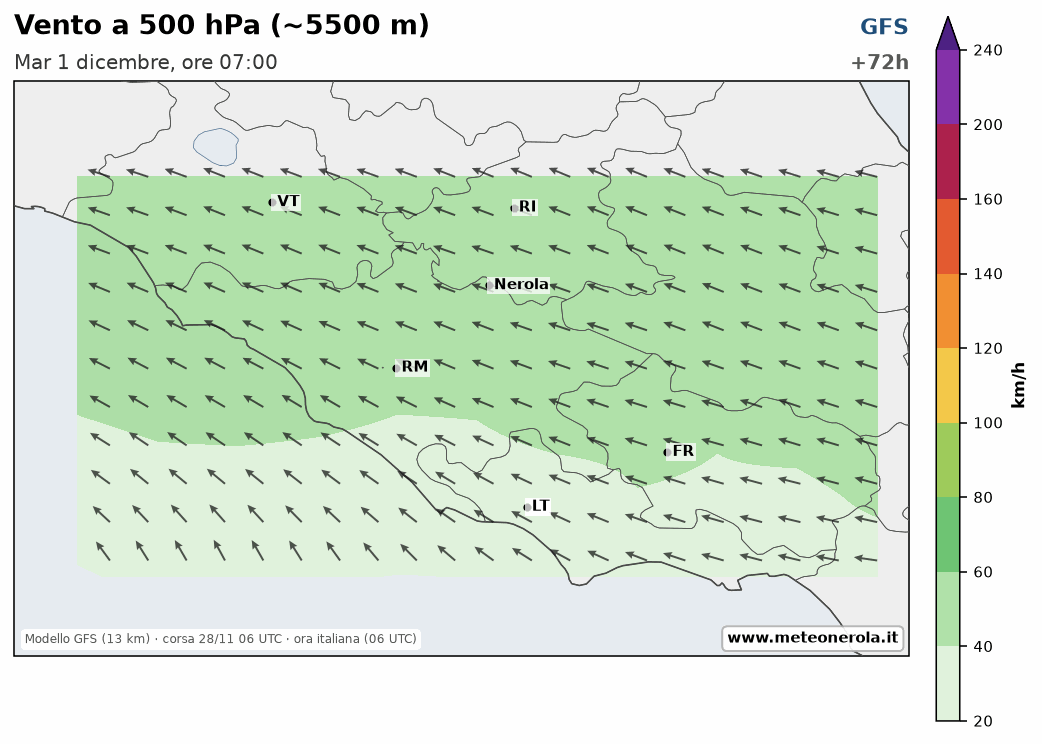 Vento a 500 hPa (~5500 m)
GFS
Mar 1 dicembre, ore 07:00
+72h
VT
RI
Nerola
RM
FR
LT
240
200
160
140
120
100
80
60
40
20
km/h
Modello GFS (13 km) · corsa 28/11 06 UTC · ora italiana (06 UTC)
www.meteonerola.it